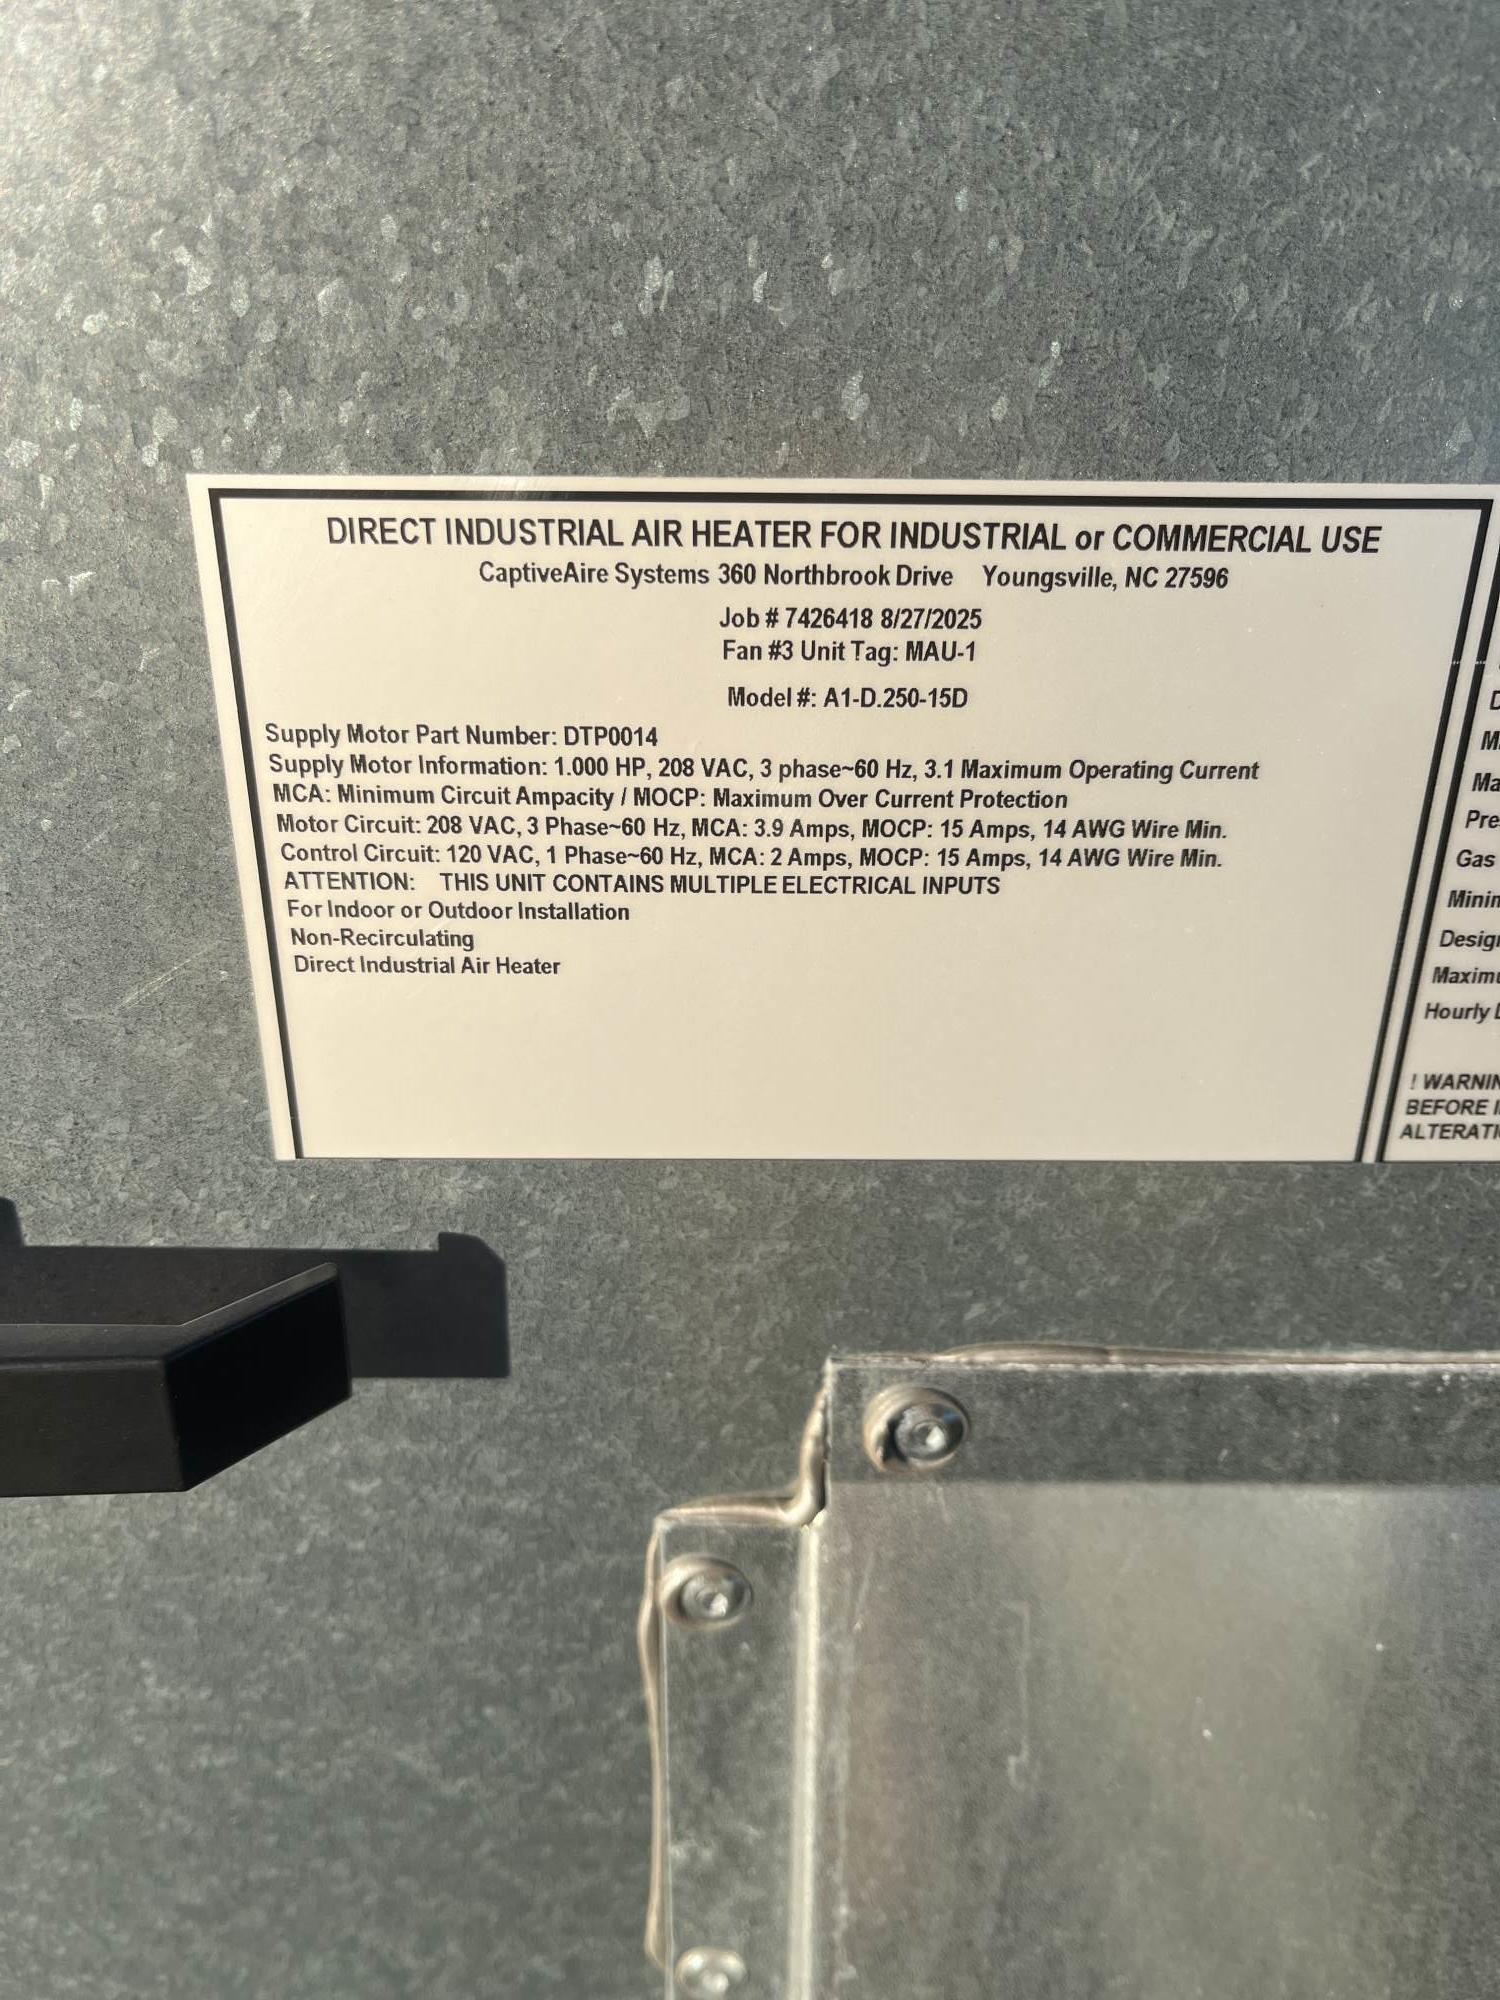 DIRECT INDUSTRIAL AIR HEATER FOR INDUSTRIAL or COMMERCIAL USE
CaptiveAire Systems 360 Northbrook Drive Youngsville, NC 27596
Job # 7426418 8/27/2025
Fan #3 Unit Tag: MAU-1
Model #: A1-D.250-15D
Supply Motor Part Number: DTP0014
Supply Motor Information: 1.000 HP, 208 VAC, 3 phase~60 Hz, 3.1 Maximum Operating Current
MCA: Minimum Circuit Ampacity / MOCP: Maximum Over Current Protection
Motor Circuit: 208 VAC, 3 Phase~60 Hz, MCA: 3.9 Amps, MOCP: 15 Amps, 14 AWG Wire Min.
Control Circuit: 120 VAC, 1 Phase~60 Hz, MCA: 2 Amps, MOCP: 15 Amps, 14 AWG Wire Min.
ATTENTION: THIS UNIT CONTAINS MULTIPLE ELECTRICAL INPUTS
For Indoor or Outdoor Installation
Non-Recirculating
Direct Industrial Air Heater
Gas
Hourly
!
BEFORE